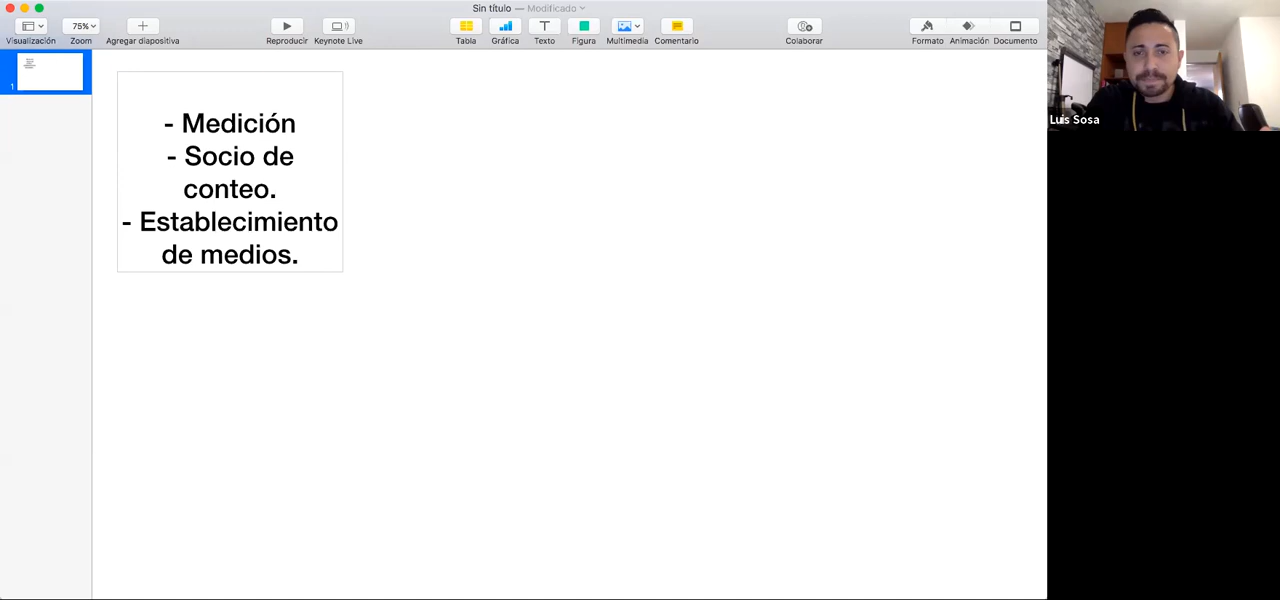 Sin título — Modificado
75%
Visualización
Zoom
Agregar diapositiva
Reproducir
Keynote Live
Tabla
Gráfica
Texto
Figura
Multimedia
Comentario
Colaborar
Formato
Animación
Documento
1
- Medición
- Socio de
conteo.
- Establecimiento
de medios.
Luis Sosa